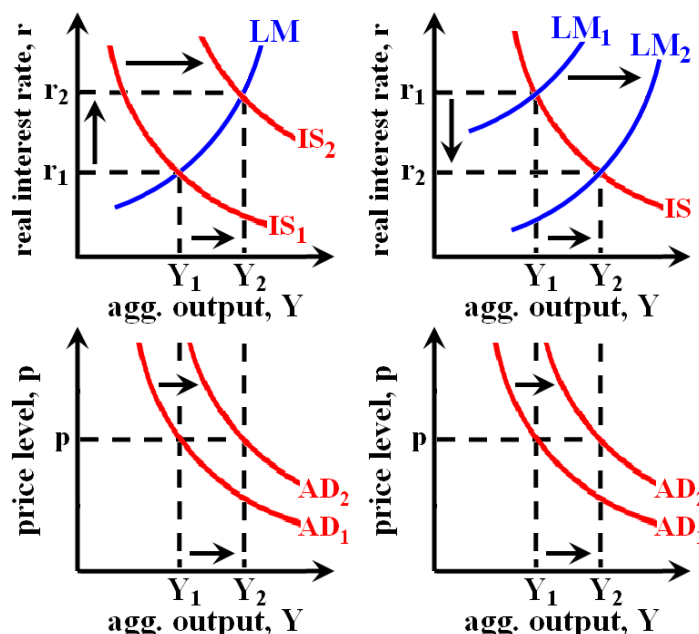 real interest rate, r
LM
r2
r1
IS2
IS1
Y1 Y2
agg. output, Y
real interest rate, r
LM1
LM2
r1
r2
IS
Y1 Y2
agg. output, Y
price level, p
p
AD2
AD1
Y1 Y2
agg. output, Y
price level, p
p
AD2
AD1
Y1 Y2
agg. output, Y